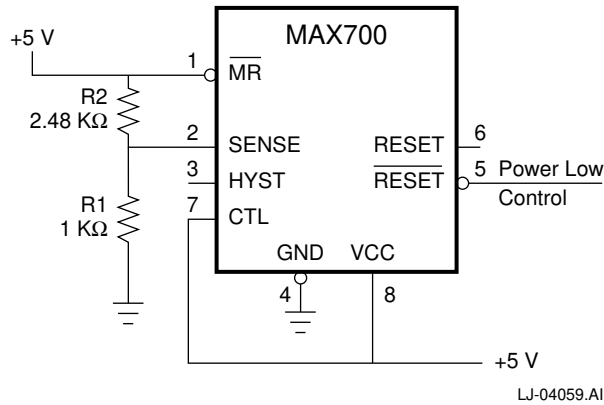 +5 V
MAX700
1
MR
R2
2.48 KΩ
2
SENSE
RESET
6
3
HYST
RESET
5
Power Low
Control
R1
1 KΩ
7
CTL
GND
VCC
4
8
+5 V
LJ-04059.AI